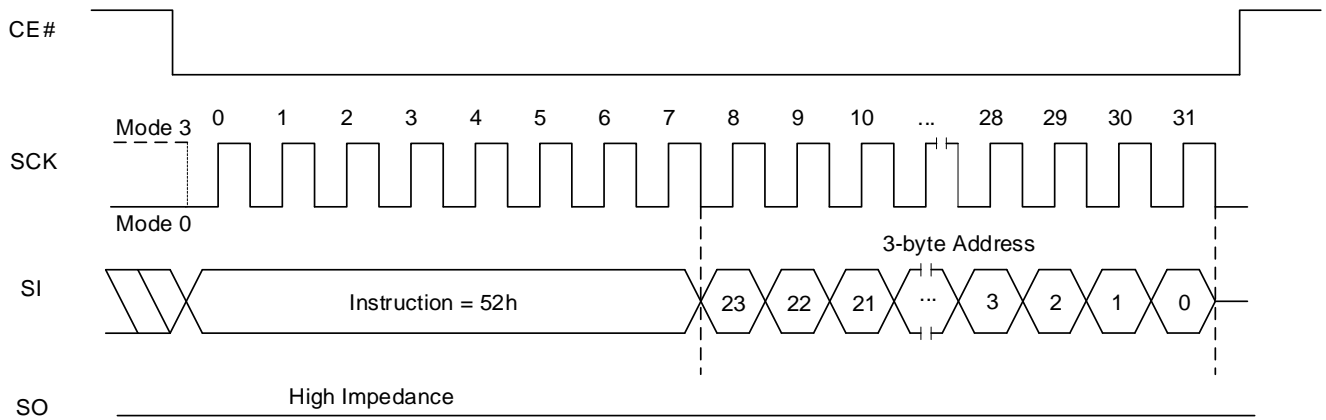 CE#
0 1 2 3 4 5 6 7 8 9 10 ... 28 29 30 31
Mode 3
SCK
Mode 0
3-byte Address
SI
Instruction = 52h 23 22 21 ... 3 2 1 0
High Impedance
SO